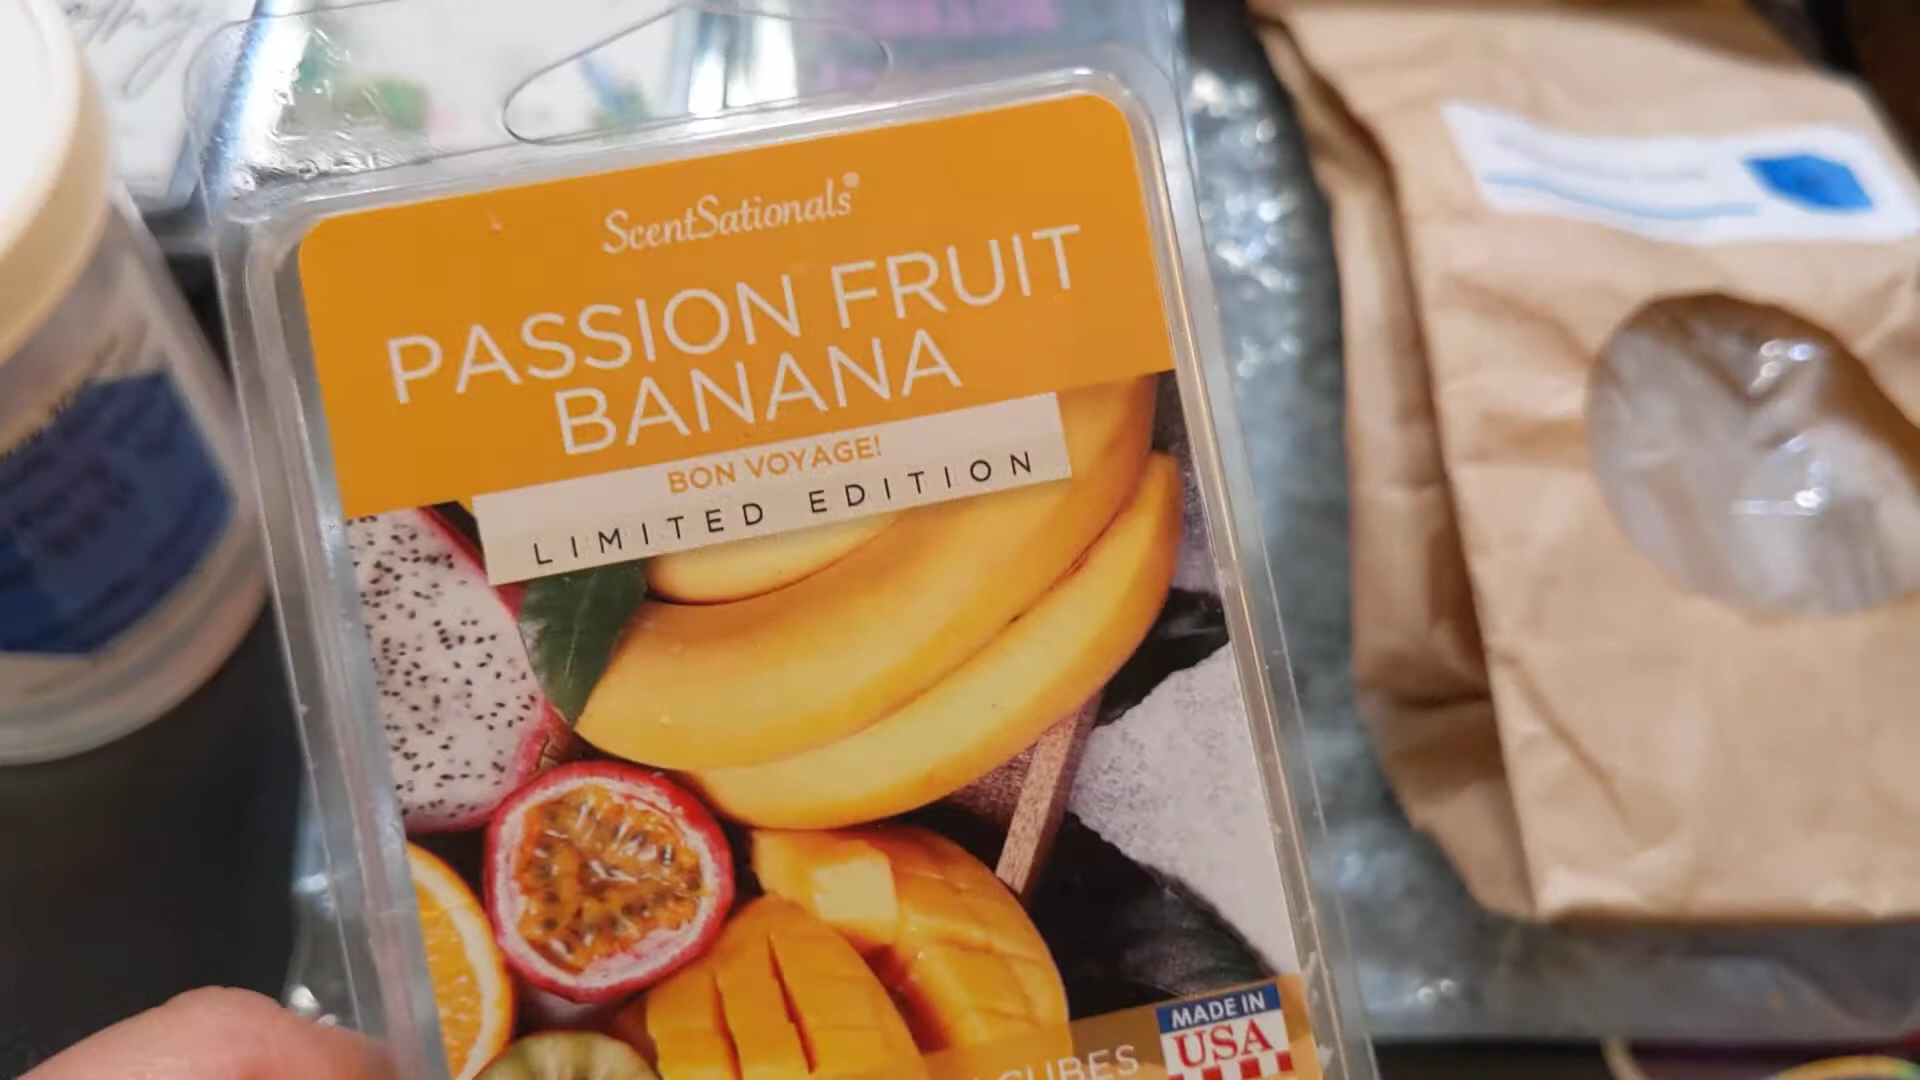 ScentSationals®
PASSION FRUIT
BANANA
BON VOYAGE!
LIMITED EDITION
CUBES
MADE IN
USA